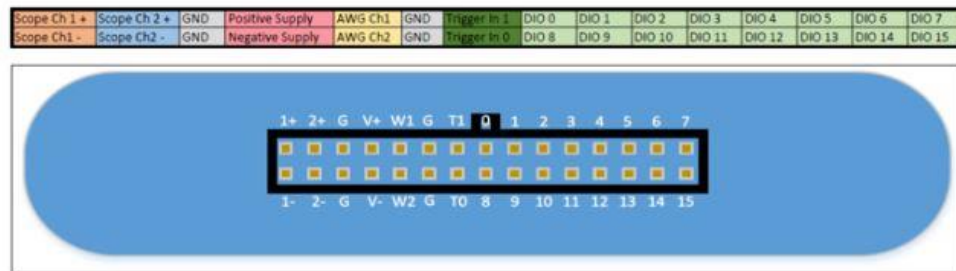 Scope Ch 1 + Scope Ch 2 + GND Positive Supply AWG Ch1 GND Trigger In 1 DIO 0 DIO 1 DIO 2 DIO 3 DIO 4 DIO 5 DIO 6 DIO 7
Scope Ch1 - Scope Ch2 - GND Negative Supply AWG Ch2 GND Trigger In 0 DIO 8 DIO 9 DIO 10 DIO 11 DIO 12 DIO 13 DIO 14 DIO 15
1+ 2+ G V+ W1 G T1 0 1 2 3 4 5 6 7
1- 2- G V- W2 G T0 8 9 10 11 12 13 14 15